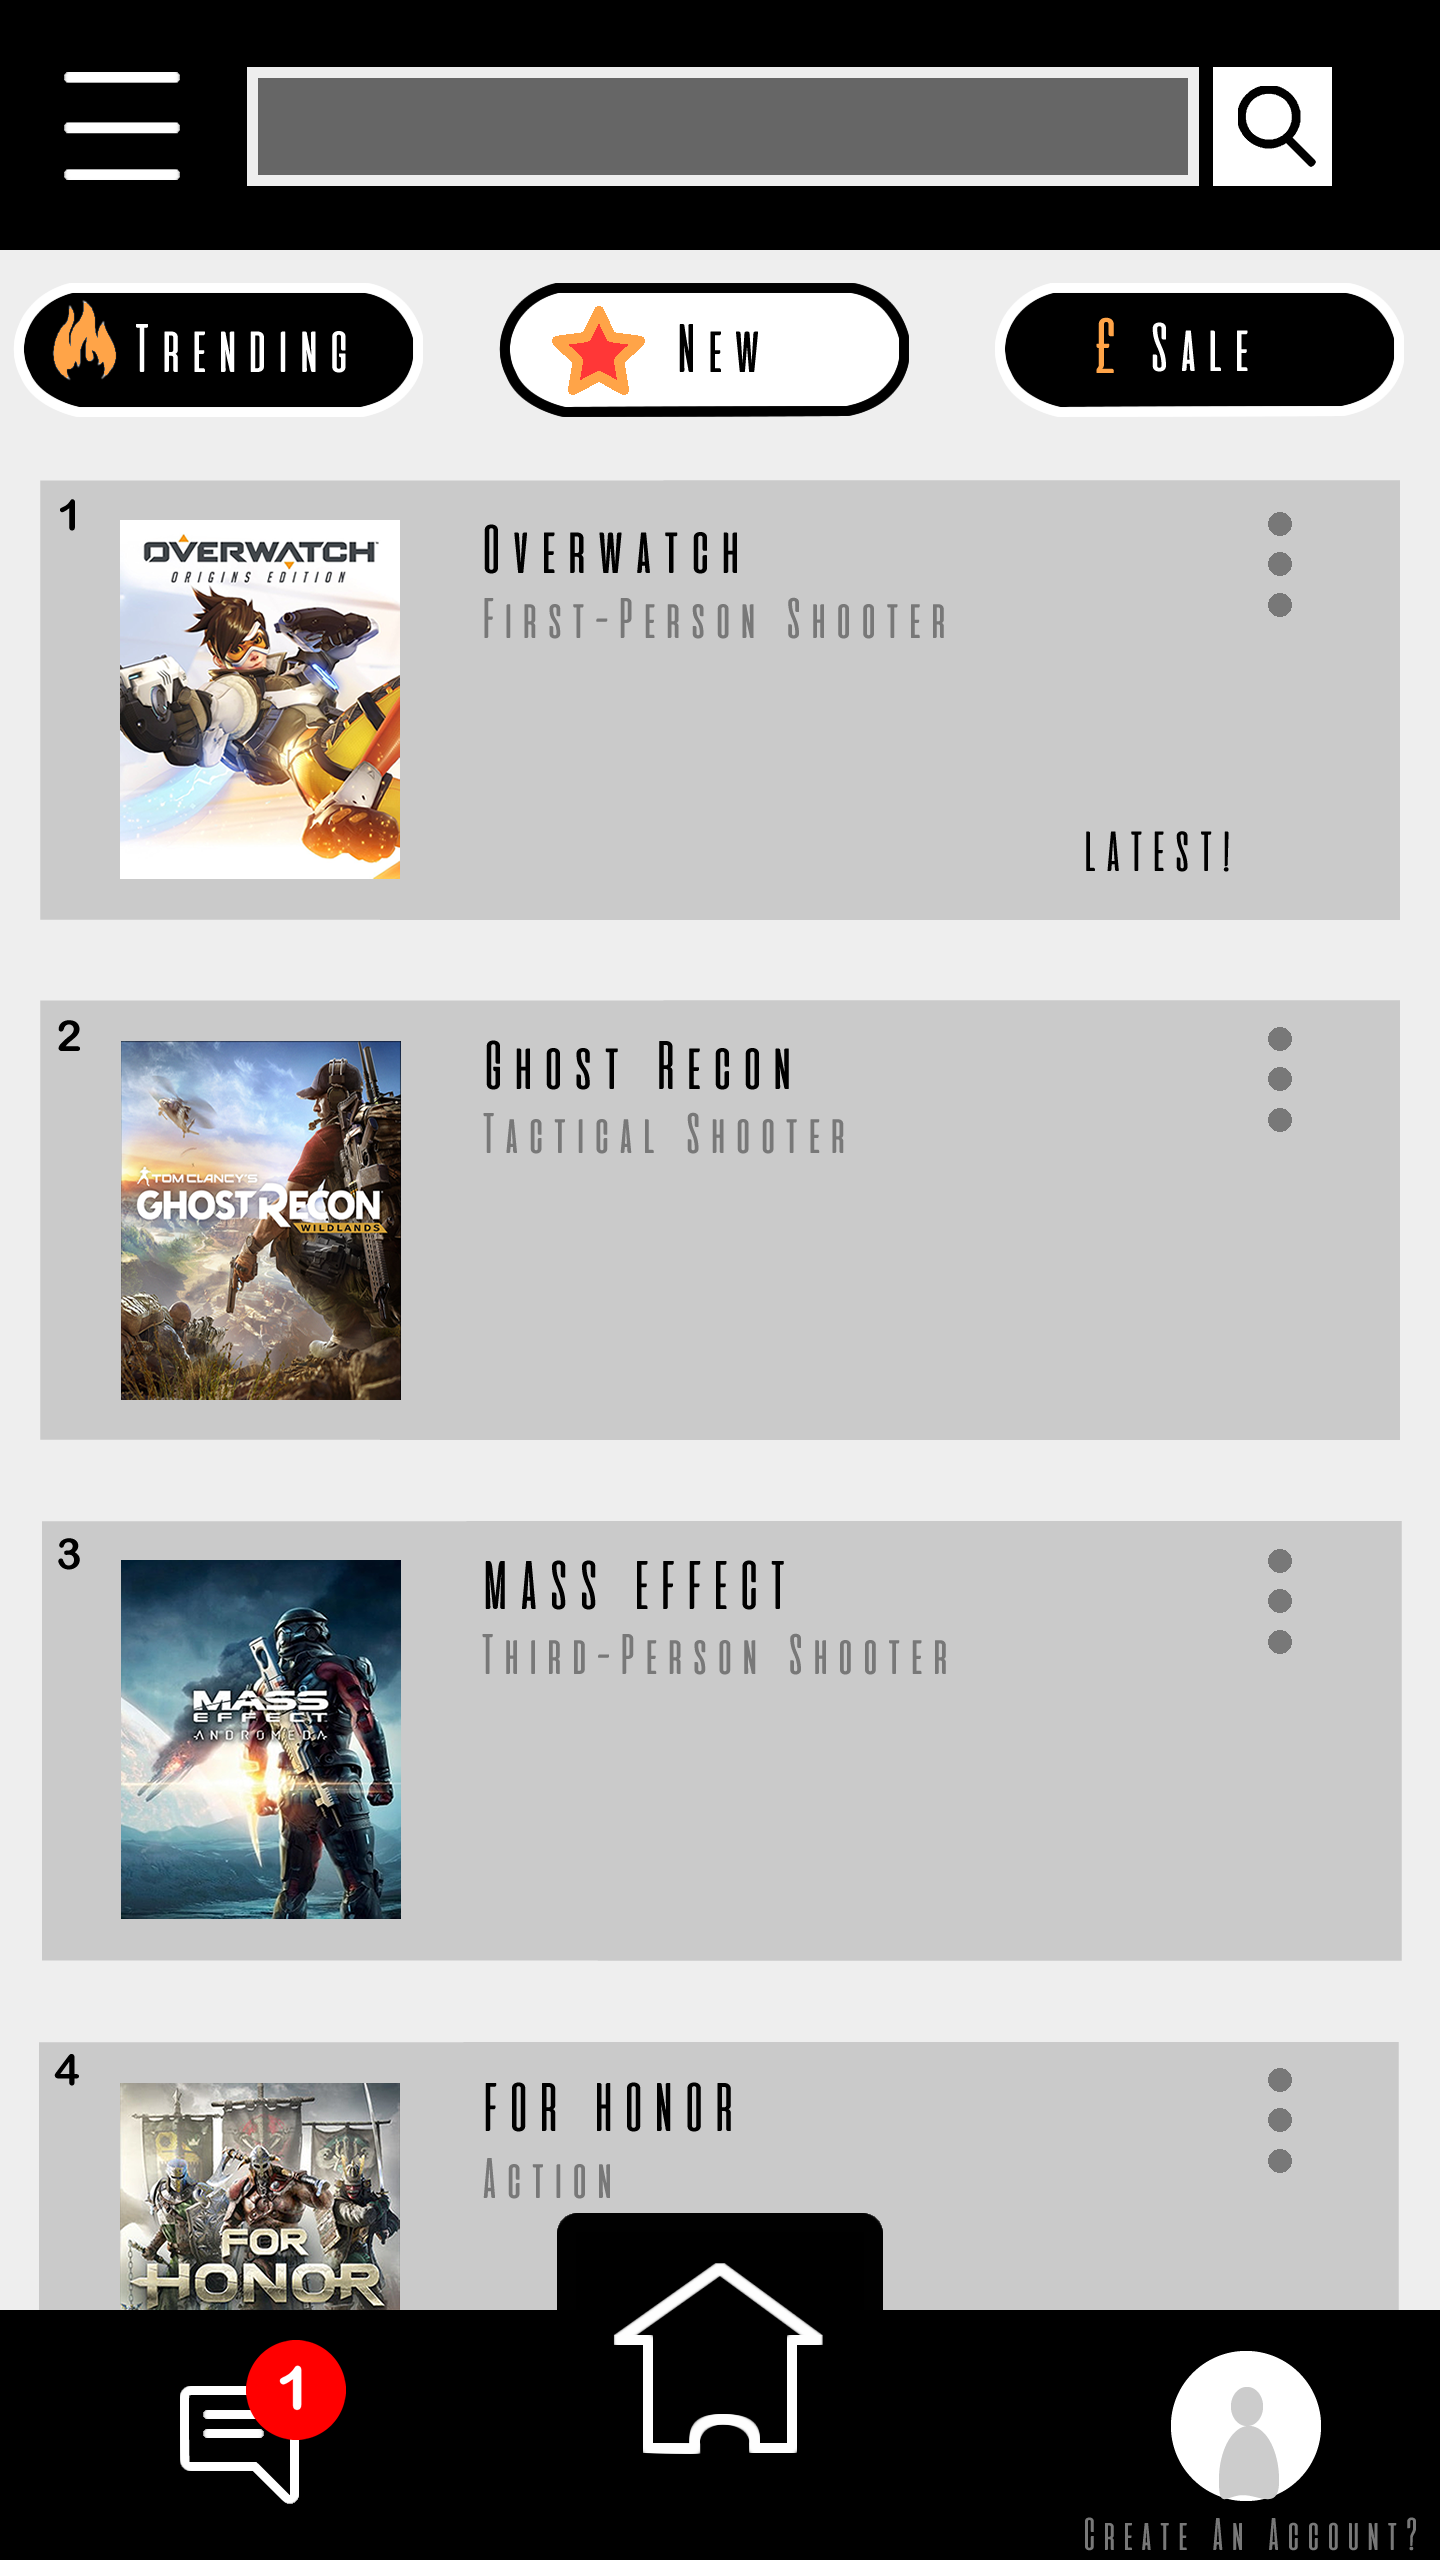 Trending
New
£ Sale
1
OVERWATCH
ORIGINS EDITION
Overwatch
First-Person Shooter
LATEST!
2
TOM CLANCY'S
GHOST RECON
WILDLANDS
Ghost Recon
Tactical Shooter
3
MASS
EFFECT
ANDROMEDA
MASS EFFECT
Third-Person Shooter
4
FOR
HONOR
FOR HONOR
Action
1
Create An Account?